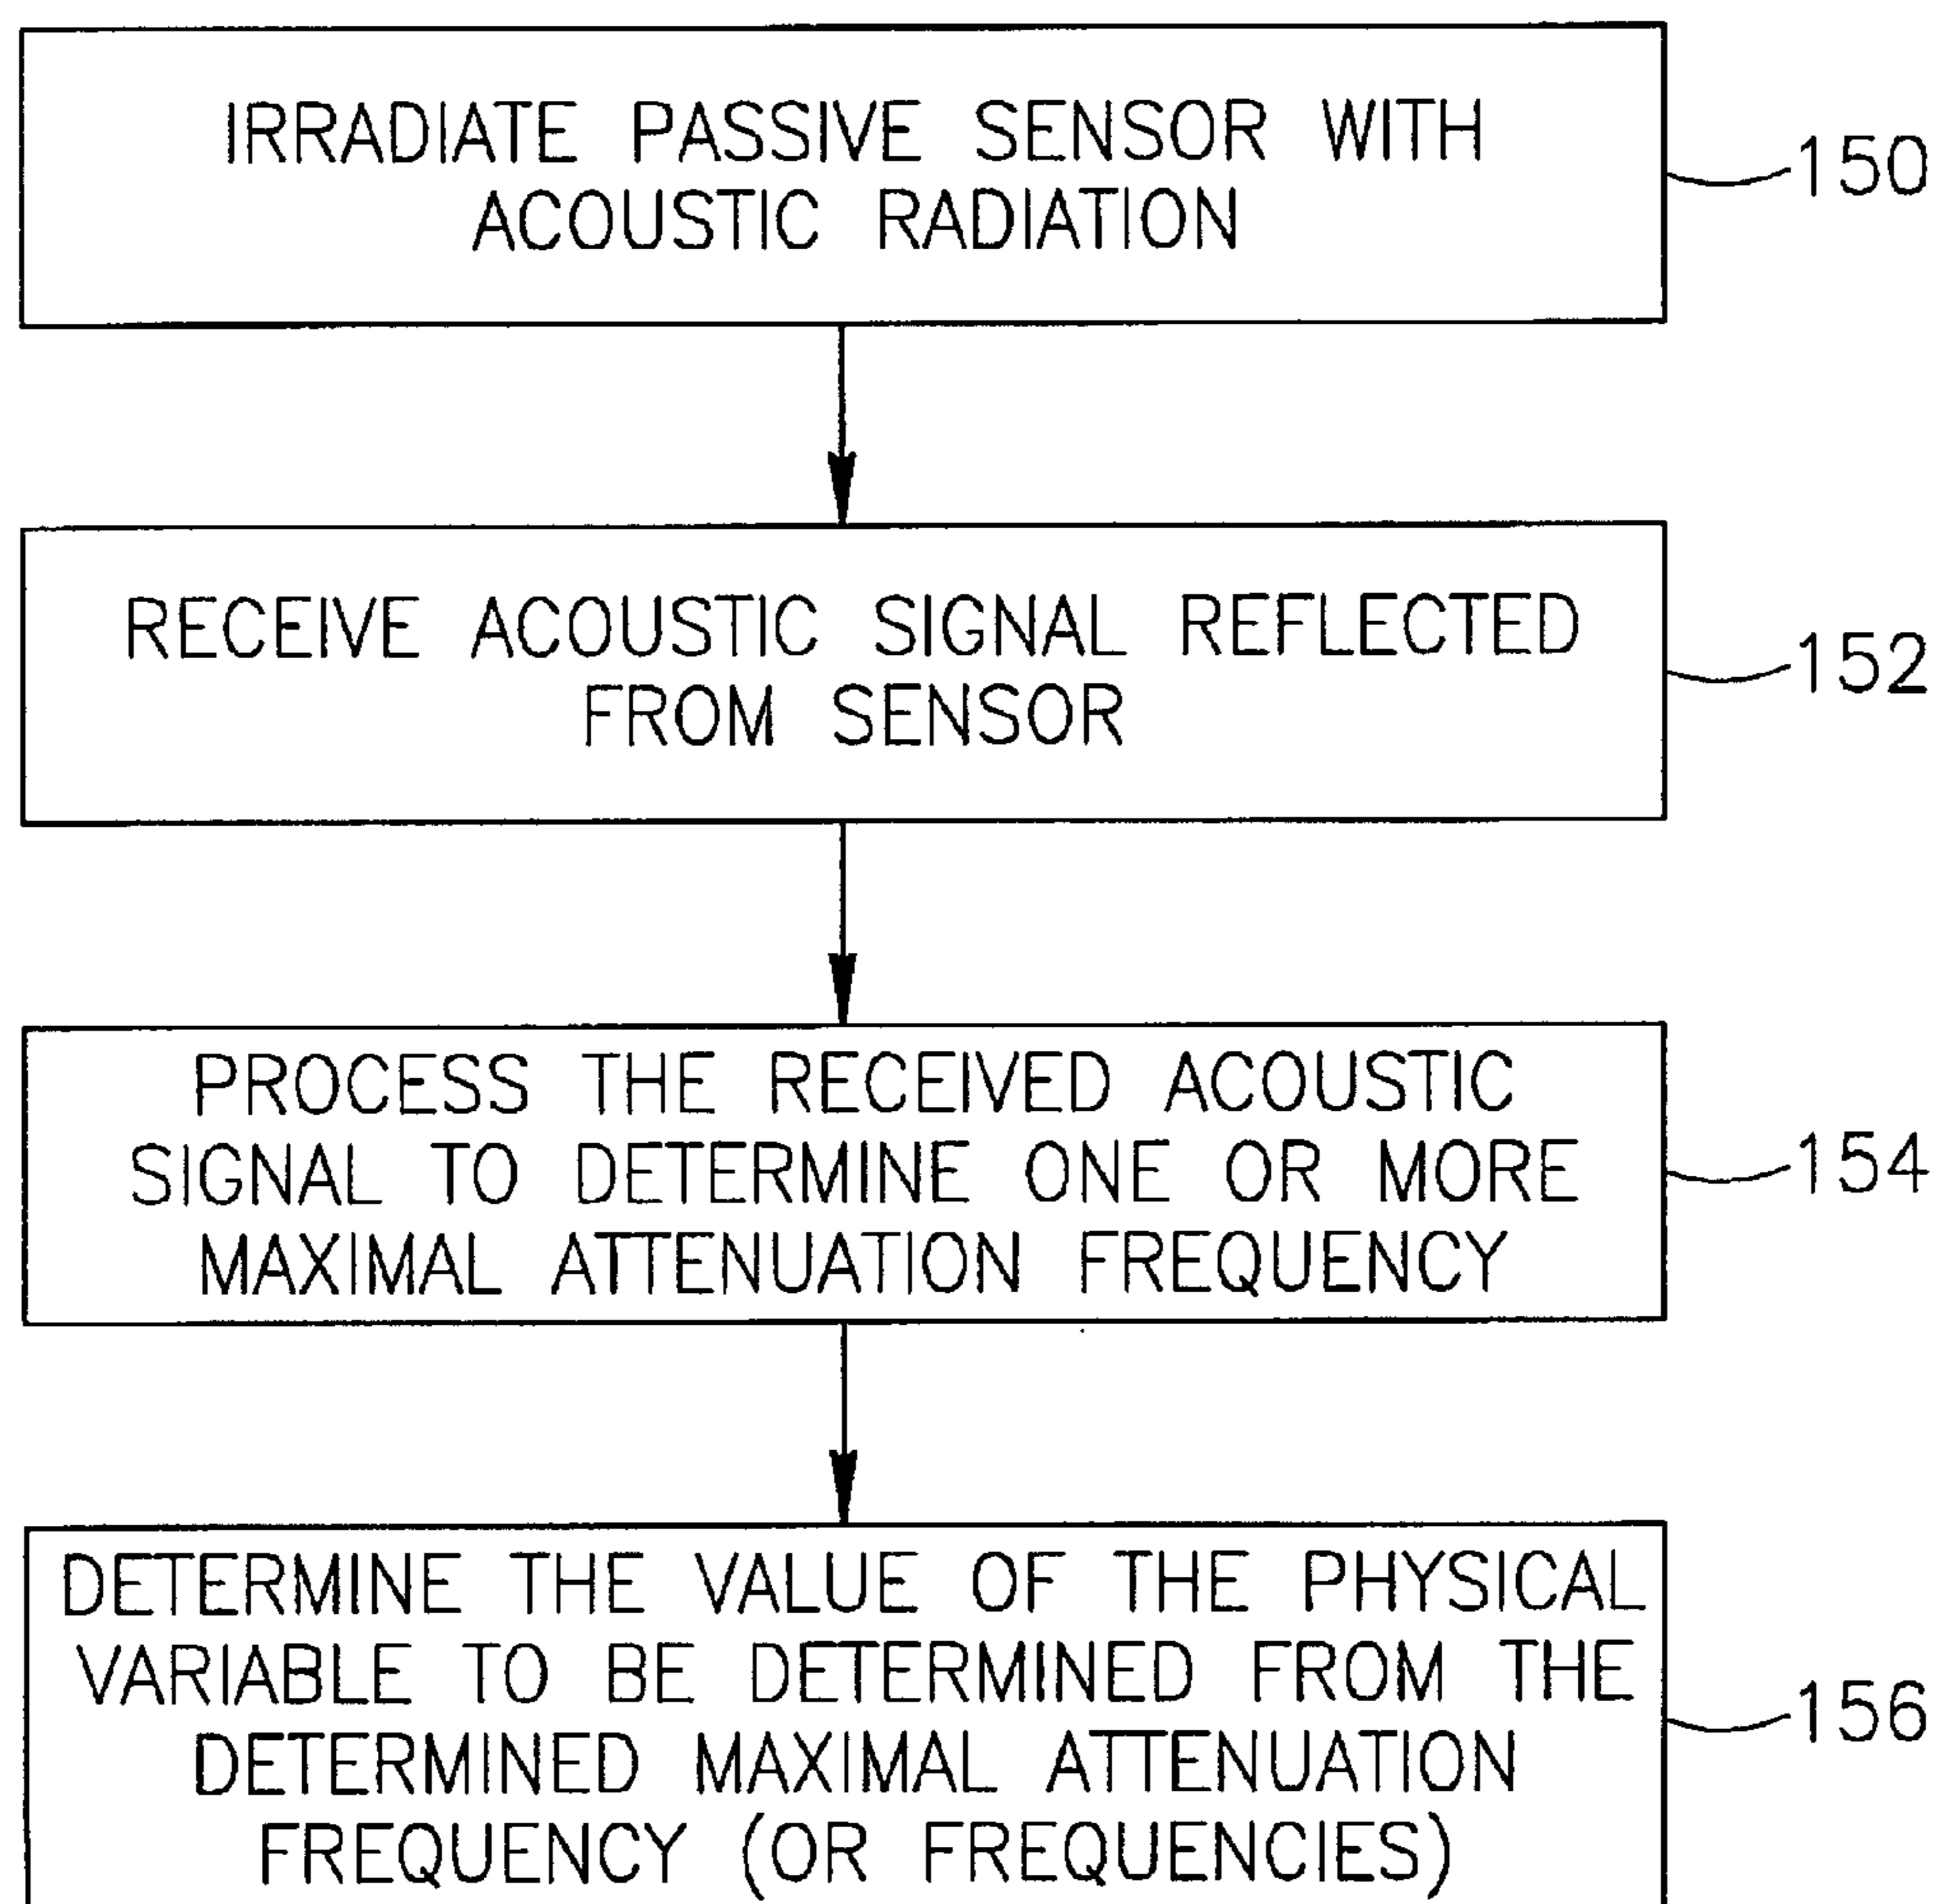 IRRADIATE PASSIVE SENSOR WITH
ACOUSTIC RADIATION
150
RECEIVE ACOUSTIC SIGNAL REFLECTED
FROM SENSOR
152
PROCESS THE RECEIVED ACOUSTIC
SIGNAL TO DETERMINE ONE OR MORE
MAXIMAL ATTENUATION FREQUENCY
154
DETERMINE THE VALUE OF THE PHYSICAL
VARIABLE TO BE DETERMINED FROM THE
DETERMINED MAXIMAL ATTENUATION
FREQUENCY (OR FREQUENCIES)
156